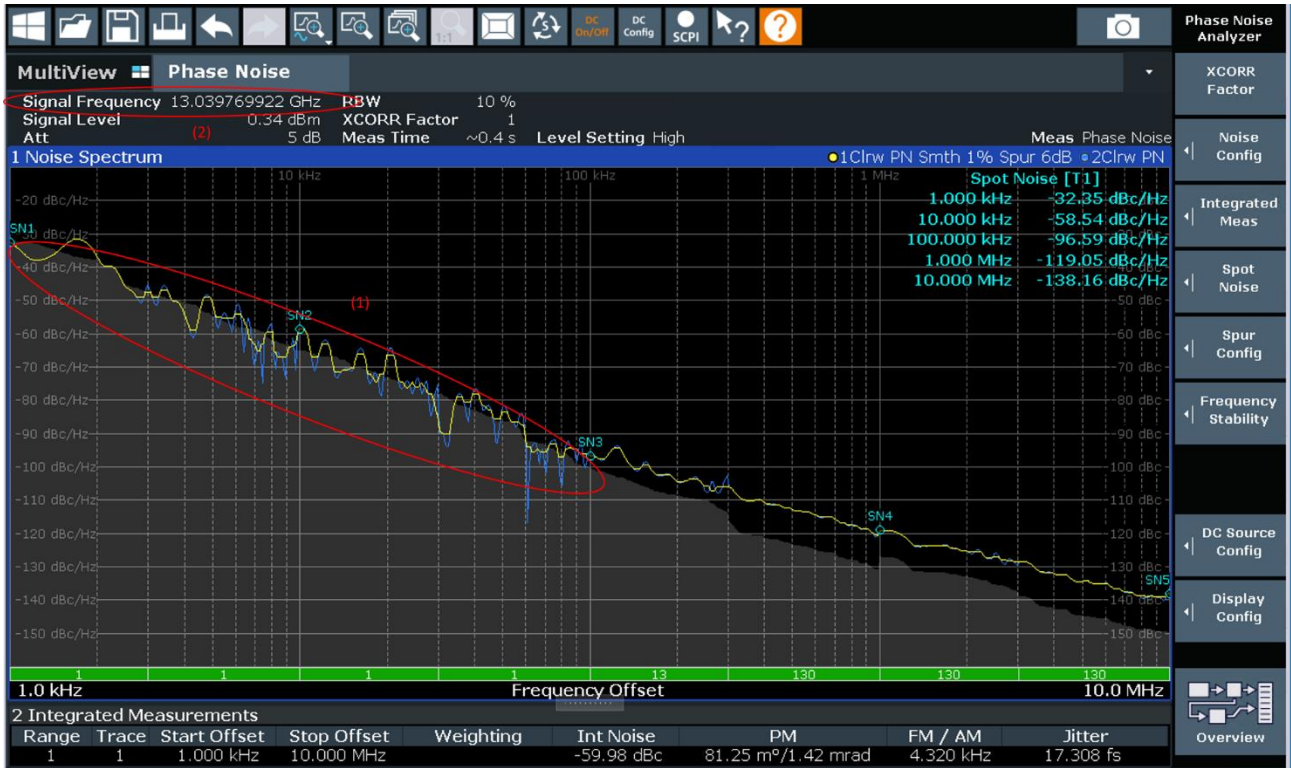 1:1
DC
On/Off
DC
Config
SCPI
?
?
Phase Noise
Analyzer
MultiView
Phase Noise
Signal Frequency 13.039769922 GHz RBW 10 %
Signal Level 0.34 dBm XCORR Factor 1
(2)
Att 5 dB Meas Time ~0.4 s Level Setting High Meas Phase Noise
1 Noise Spectrum
1Clrw PN Smth 1% Spur 6dB 2Clrw PN
10 kHz 100 kHz 1 MHz
Spot Noise [T1]
1.000 kHz -32.35 dBc/Hz
10.000 kHz -58.54 dBc/Hz
100.000 kHz -96.59 dBc/Hz
1.000 MHz -119.05 dBc/Hz
10.000 MHz -138.16 dBc/Hz
-20 dBc/Hz
SN1
-30 dBc/Hz
-40 dBc/Hz
-50 dBc/Hz (1) -50 dBc
SN2
-60 dBc/Hz -60 dBc
-70 dBc/Hz -70 dBc
-80 dBc/Hz -80 dBc
-90 dBc/Hz -90 dBc
SN3
-100 dBc/Hz -100 dBc
-110 dBc/Hz -110 dBc
SN4
-120 dBc/Hz -120 dBc
-130 dBc/Hz -130 dBc
SN5
-140 dBc/Hz -140 dBc
-150 dBc/Hz -150 dBc
1 1 1 1 13 130 130 130
1.0 kHz Frequency Offset 10.0 MHz
2 Integrated Measurements
Range Trace Start Offset Stop Offset Weighting Int Noise PM FM / AM Jitter
1 1 1.000 kHz 10.000 MHz -59.98 dBc 81.25 m°/1.42 mrad 4.320 kHz 17.308 fs
XCORR
Factor
Noise
Config
Integrated
Meas
Spot
Noise
Spur
Config
Frequency
Stability
DC Source
Config
Display
Config
Overview